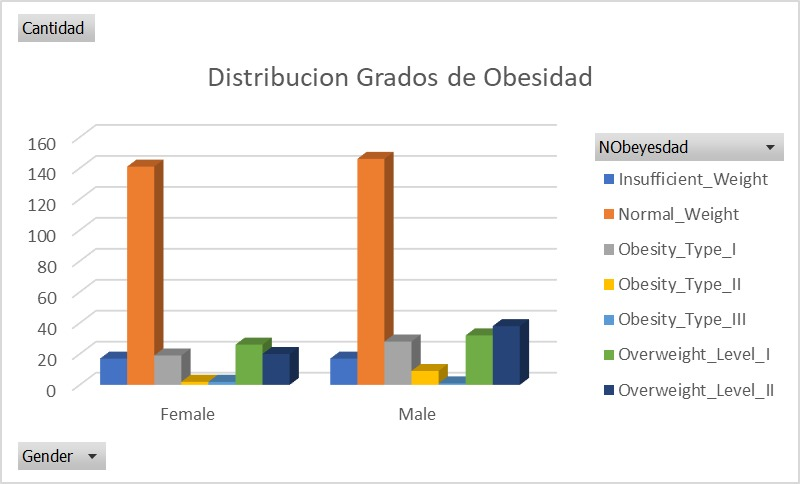 Cantidad
Distribucion Grados de Obesidad
160
140
120
100
80
60
40
20
0
Female
Male
NObeyesdad
Insufficient_Weight
Normal_Weight
Obesity_Type_I
Obesity_Type_II
Obesity_Type_III
Overweight_Level_I
Overweight_Level_II
Gender